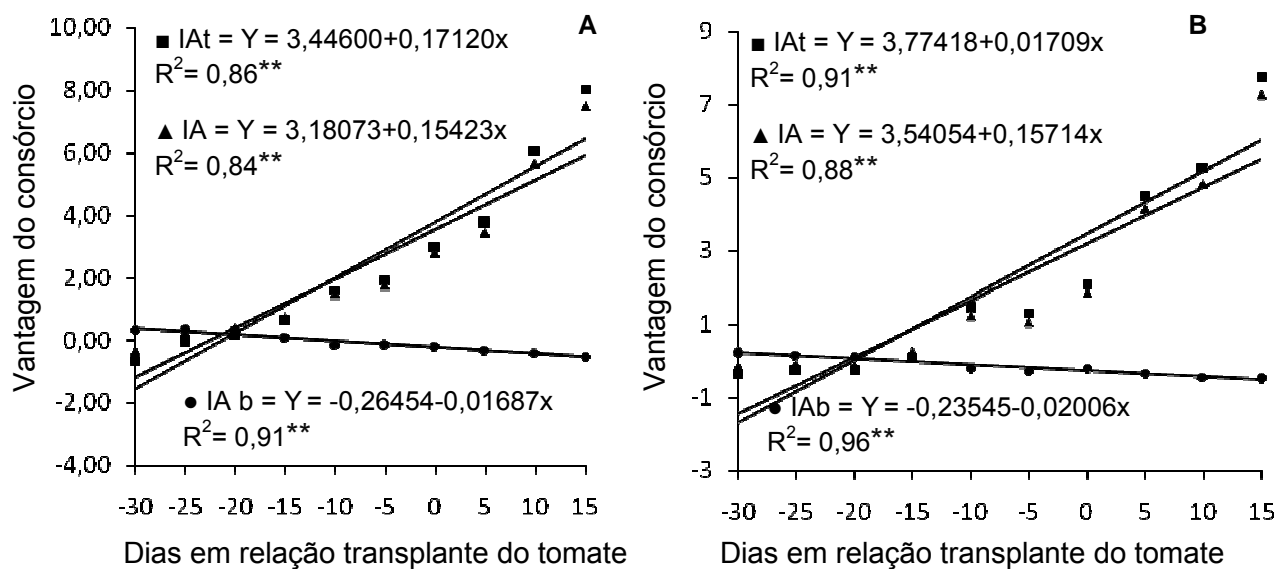 A
Vantagem do consórcio
10,00
8,00
6,00
4,00
2,00
0,00
-2,00
-4,00
■ IAt = Y = 3,44600+0,17120x
R²= 0,86**
▲ IA = Y = 3,18073+0,15423x
R²= 0,84**
● IA b = Y = -0,26454-0,01687x
R²= 0,91**
-30 -25 -20 -15 -10 -5 0 5 10 15
Dias em relação transplante do tomate
B
Vantagem do consórcio
9
7
5
3
1
-1
-3
■ IAt = Y = 3,77418+0,01709x
R²= 0,91**
▲ IA = Y = 3,54054+0,15714x
R²= 0,88**
● IAb = Y = -0,23545-0,02006x
R²= 0,96**
-30 -25 -20 -15 -10 -5 0 5 10 15
Dias em relação transplante do tomate